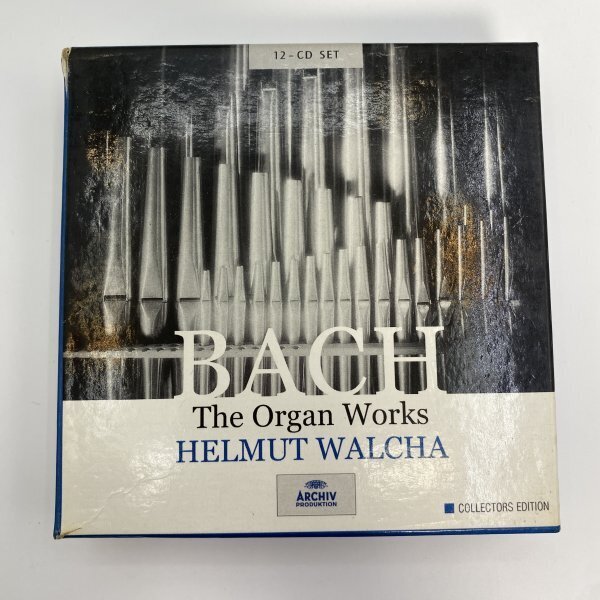 12-CD SET
BACH
The Organ Works
HELMUT WALCHA
ARCHIV
PRODUKTION
COLLECTORS EDITION